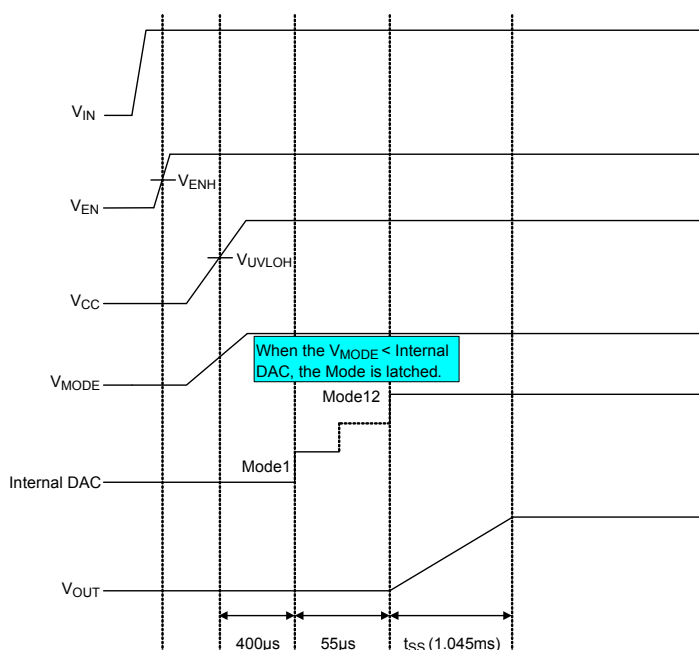 VIN
VENH
VEN
VUVLOH
VCC
When the VMODE < Internal
DAC, the Mode is latched.
VMODE
Mode12
Mode1
Internal DAC
VOUT
400µs
55µs
tSS (1.045ms)